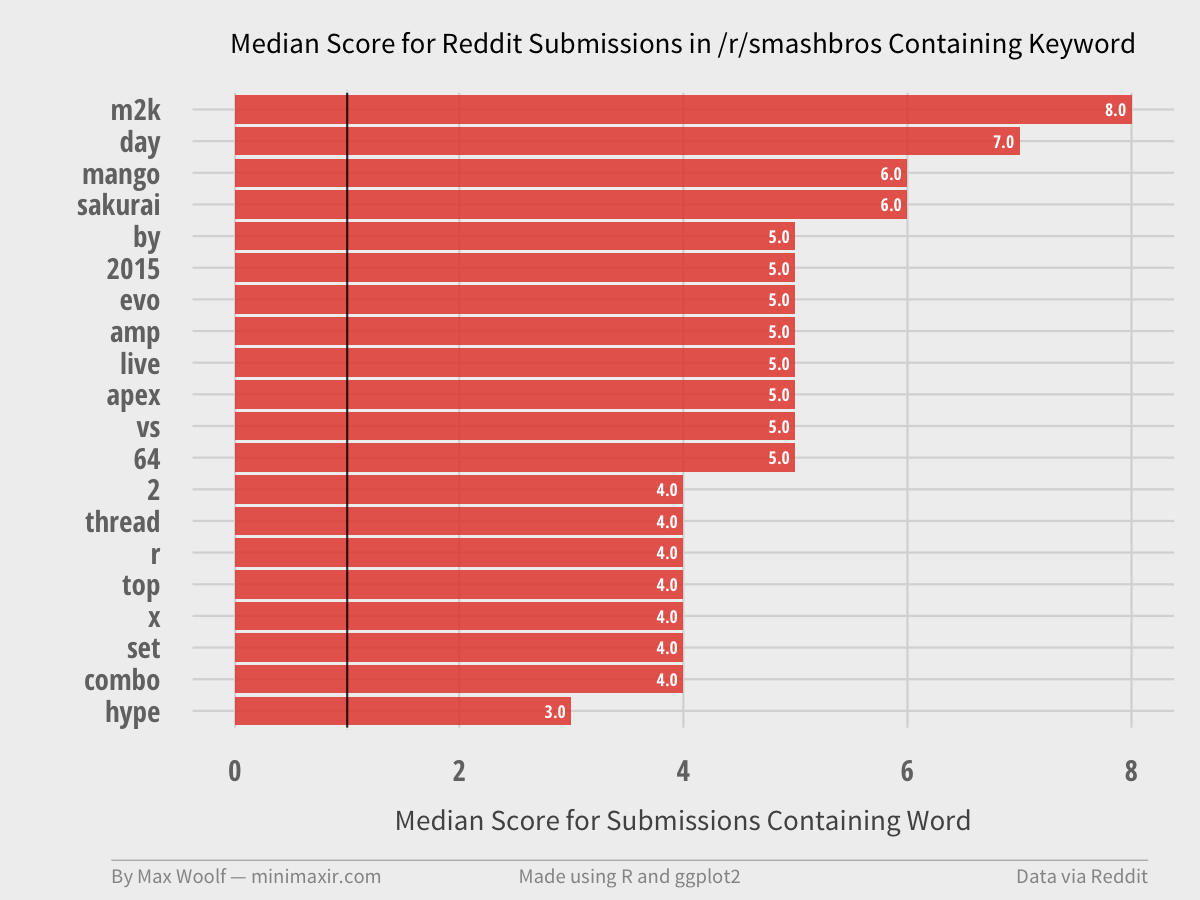 Median Score for Reddit Submissions in /r/smashbros Containing Keyword
m2k 8.0
day 7.0
mango 6.0
sakurai 6.0
by 5.0
2015 5.0
evo 5.0
amp 5.0
live 5.0
apex 5.0
vs 5.0
64 5.0
2 4.0
thread 4.0
r 4.0
top 4.0
x 4.0
set 4.0
combo 4.0
hype 3.0
0 2 4 6 8
Median Score for Submissions Containing Word
By Max Woolf — minimaxir.com Made using R and ggplot2 Data via Reddit